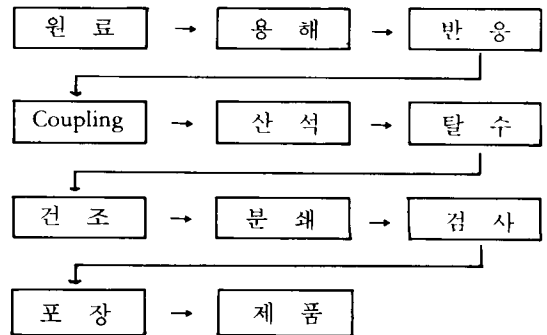 원 료 → 용 해 → 반 응
Coupling → 산 석 → 탈 수
건 조 → 분 쇄 → 검 사
포 장 → 제 품